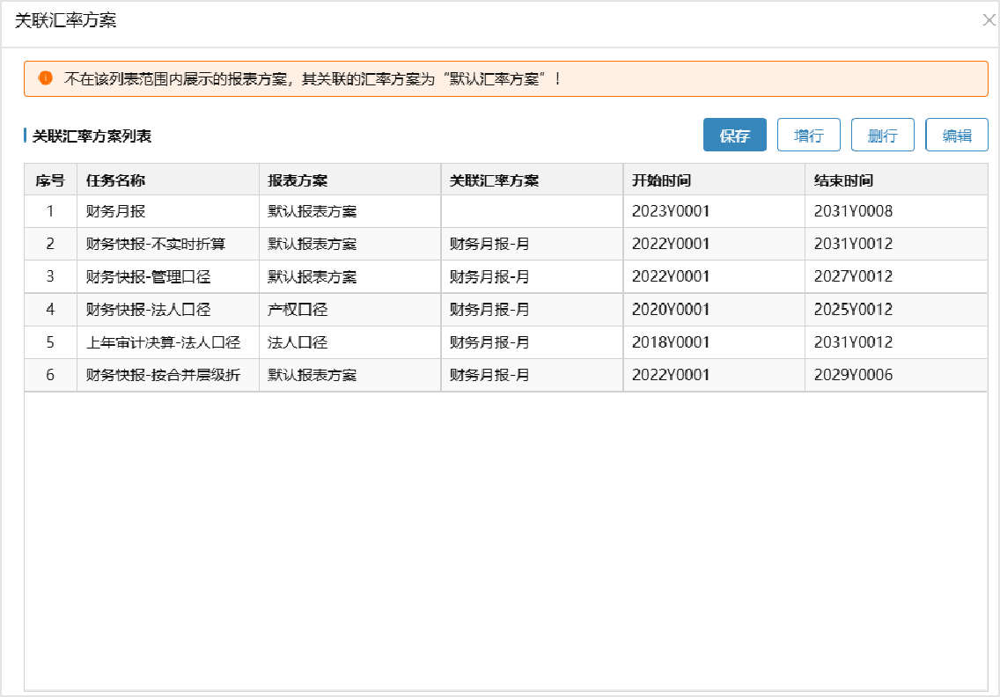 关联汇率方案
不在该列表范围内展示的报表方案，其关联的汇率方案为“默认汇率方案”！
关联汇率方案列表 保存 增行 删行 编辑
序号 任务名称 报表方案 关联汇率方案 开始时间 结束时间
1 财务月报 默认报表方案 2023Y0001 2031Y0008
2 财务快报-不实时折算 默认报表方案 财务月报-月 2022Y0001 2031Y0012
3 财务快报-管理口径 默认报表方案 财务月报-月 2022Y0001 2027Y0012
4 财务快报-法人口径 产权口径 财务月报-月 2020Y0001 2025Y0012
5 上年审计决算-法人口径 法人口径 财务月报-月 2018Y0001 2031Y0012
6 财务快报-按合并层级折 默认报表方案 财务月报-月 2022Y0001 2029Y0006